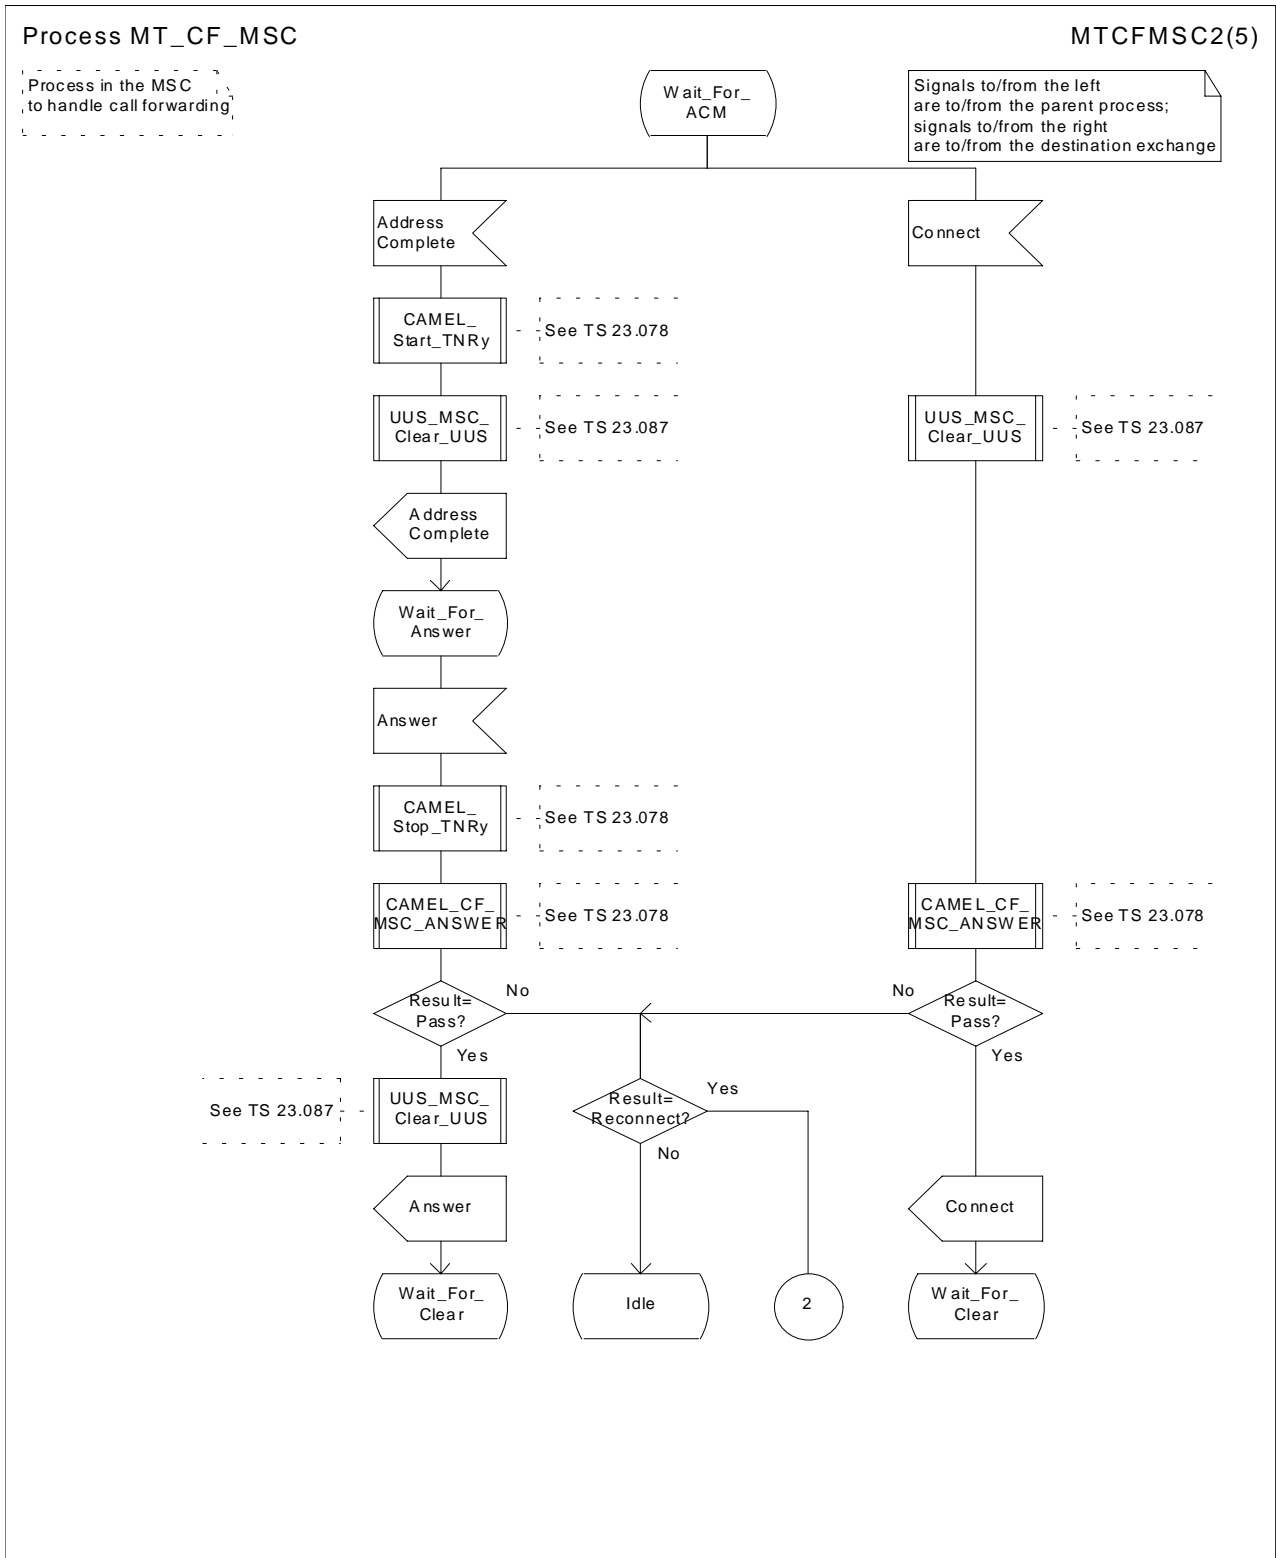 Process MT_CF_MSC
MTCFMSC2(5)
Process in the MSC
to handle call forwarding
Wait_For_
ACM
Signals to/from the left
are to/from the parent process;
signals to/from the right
are to/from the destination exchange
Address
Complete
Connect
CAMEL_
Start_TNRy
See TS 23.078
UUS_MSC_
Clear_UUS
See TS 23.087
UUS_MSC_
Clear_UUS
See TS 23.087
Address
Complete
Wait_For_
Answer
Answer
CAMEL_
Stop_TNRy
See TS 23.078
CAMEL_CF_
MSC_ANSWER
See TS 23.078
CAMEL_CF_
MSC_ANSWER
See TS 23.078
Result=
Pass?
No
Yes
No
Result=
Pass?
Yes
See TS 23.087
UUS_MSC_
Clear_UUS
Result=
Reconnect?
Yes
No
Answer
Connect
Wait_For_
Clear
Idle
2
Wait_For_
Clear